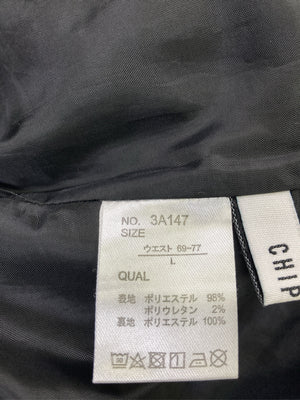 NO. 3A147
SIZE
ウエスト 69-77
L
QUAL
表地 ポリエステル 98%
ポリウレタン 2%
裏地 ポリエステル 100%
CHIP